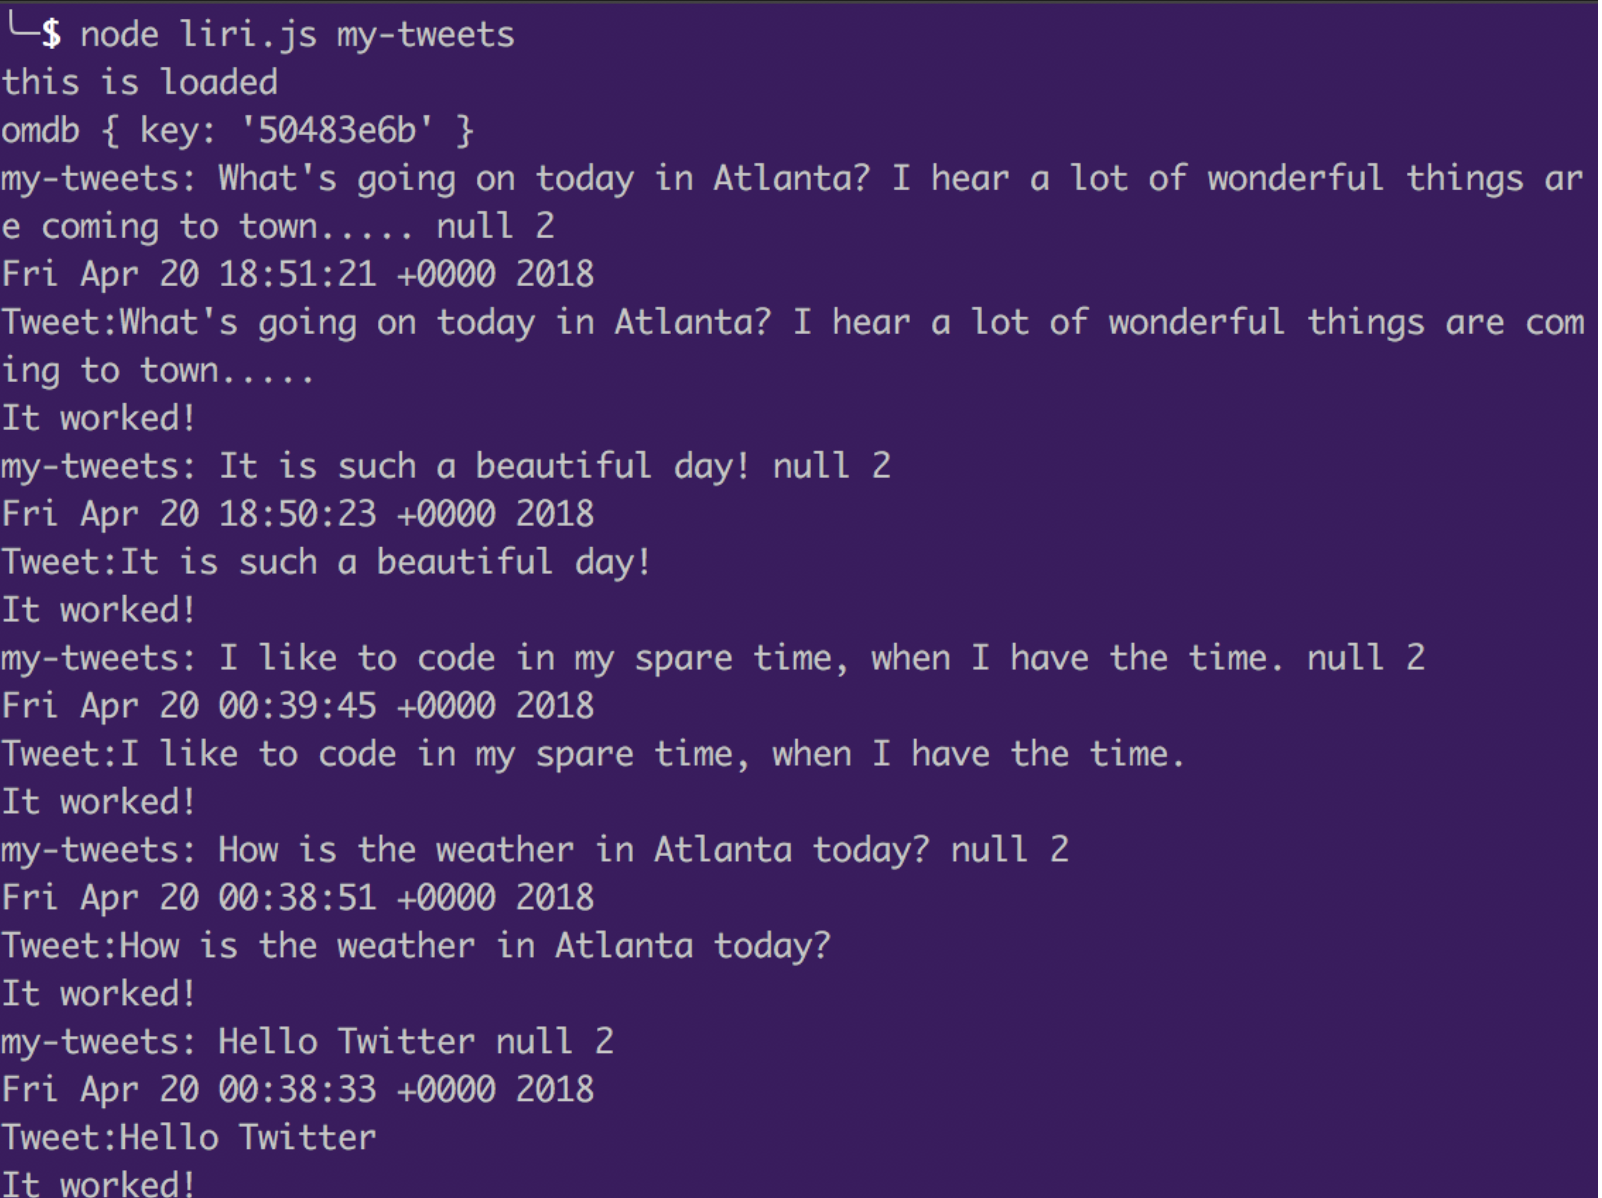 ╰─$ node liri.js my-tweets
this is loaded
omdb { key: '50483e6b' }
my-tweets: What's going on today in Atlanta? I hear a lot of wonderful things ar
e coming to town..... null 2
Fri Apr 20 18:51:21 +0000 2018
Tweet:What's going on today in Atlanta? I hear a lot of wonderful things are com
ing to town.....
It worked!
my-tweets: It is such a beautiful day! null 2
Fri Apr 20 18:50:23 +0000 2018
Tweet:It is such a beautiful day!
It worked!
my-tweets: I like to code in my spare time, when I have the time. null 2
Fri Apr 20 00:39:45 +0000 2018
Tweet:I like to code in my spare time, when I have the time.
It worked!
my-tweets: How is the weather in Atlanta today? null 2
Fri Apr 20 00:38:51 +0000 2018
Tweet:How is the weather in Atlanta today?
It worked!
my-tweets: Hello Twitter null 2
Fri Apr 20 00:38:33 +0000 2018
Tweet:Hello Twitter
It worked!